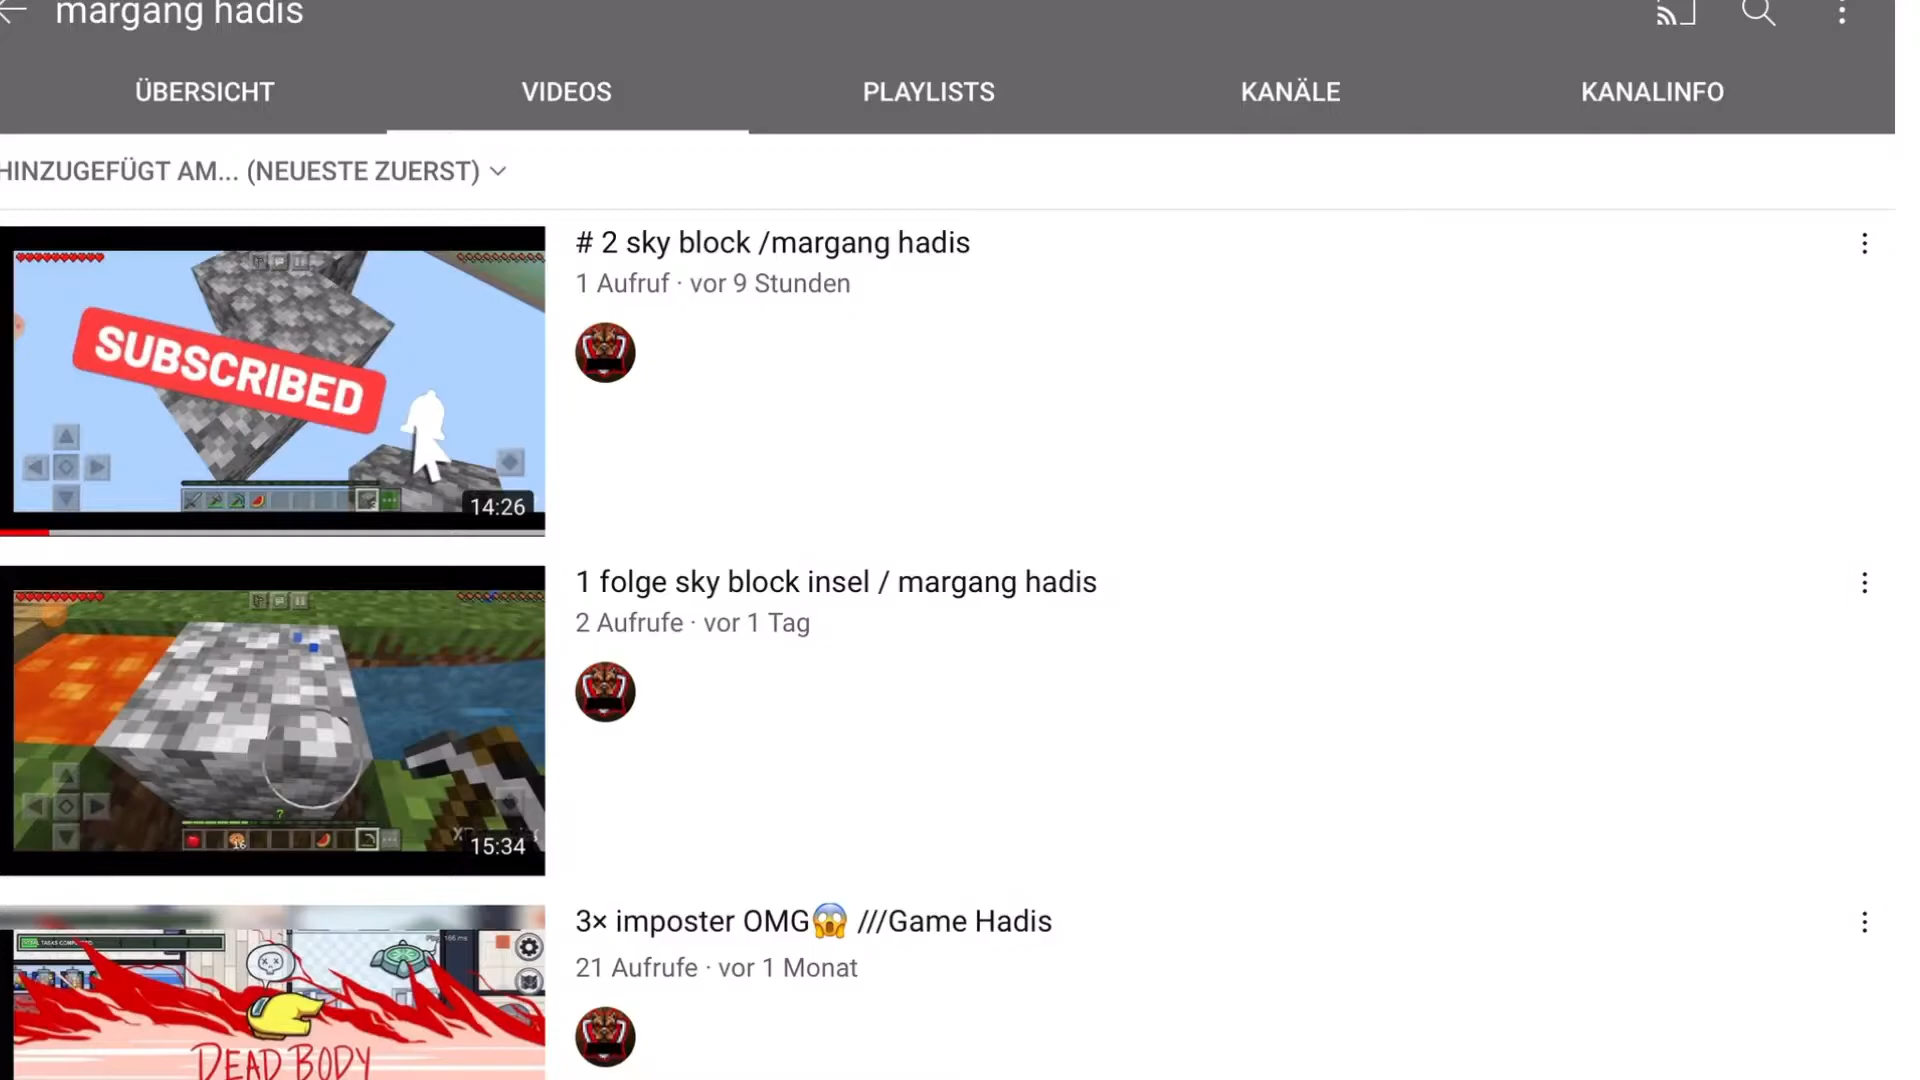 margang hadis
ÜBERSICHT
VIDEOS
PLAYLISTS
KANÄLE
KANALINFO
HINZUGEFÜGT AM... (NEUESTE ZUERST)
SUBSCRIBED
14:26
# 2 sky block /margang hadis
1 Aufruf · vor 9 Stunden
16
15:34
1 folge sky block insel / margang hadis
2 Aufrufe · vor 1 Tag
DEAD BODY
3× imposter OMG😱 ///Game Hadis
21 Aufrufe · vor 1 Monat